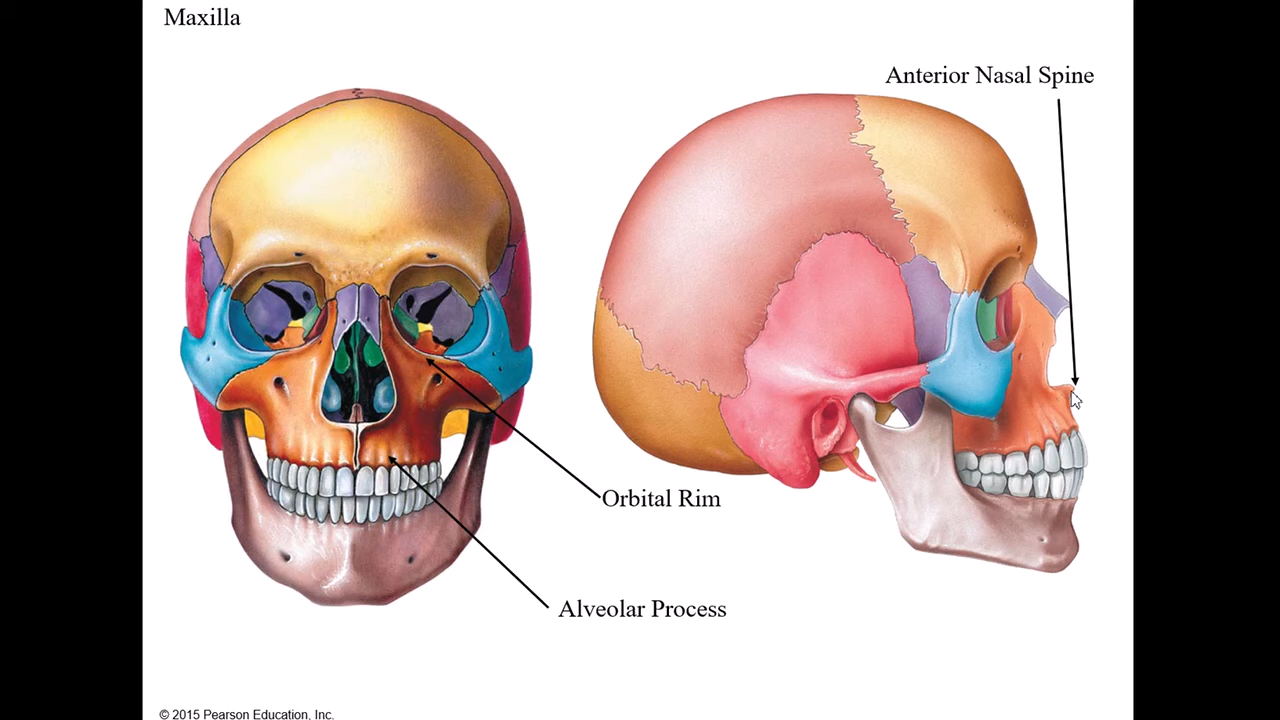 Maxilla
Anterior Nasal Spine
Orbital Rim
Alveolar Process
© 2015 Pearson Education, Inc.